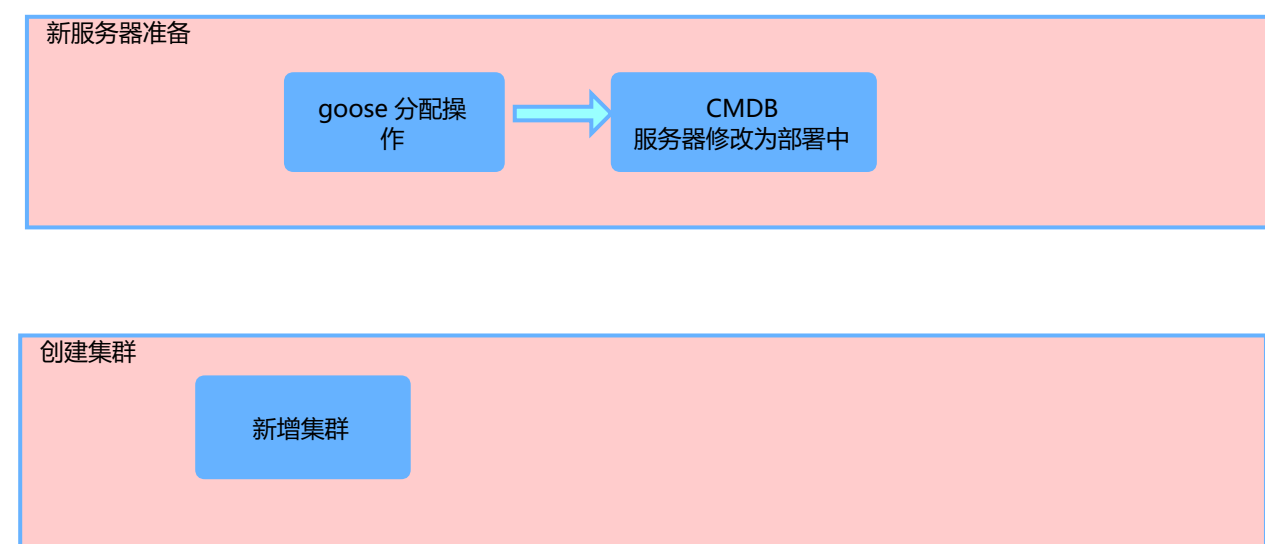 新服务器准备
goose 分配操
作
CMDB
服务器修改为部署中
创建集群
新增集群